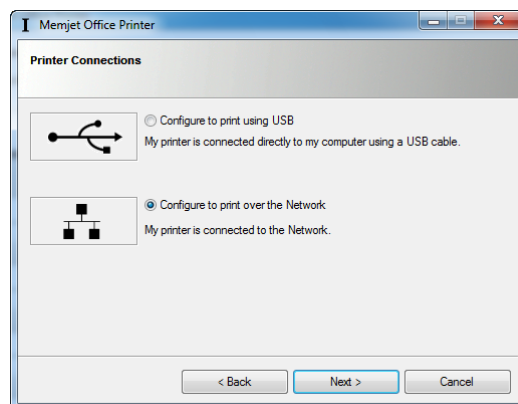 Memjet Office Printer
Printer Connections
Configure to print using USB
My printer is connected directly to my computer using a USB cable.
Configure to print over the Network
My printer is connected to the Network.
< Back
Next >
Cancel